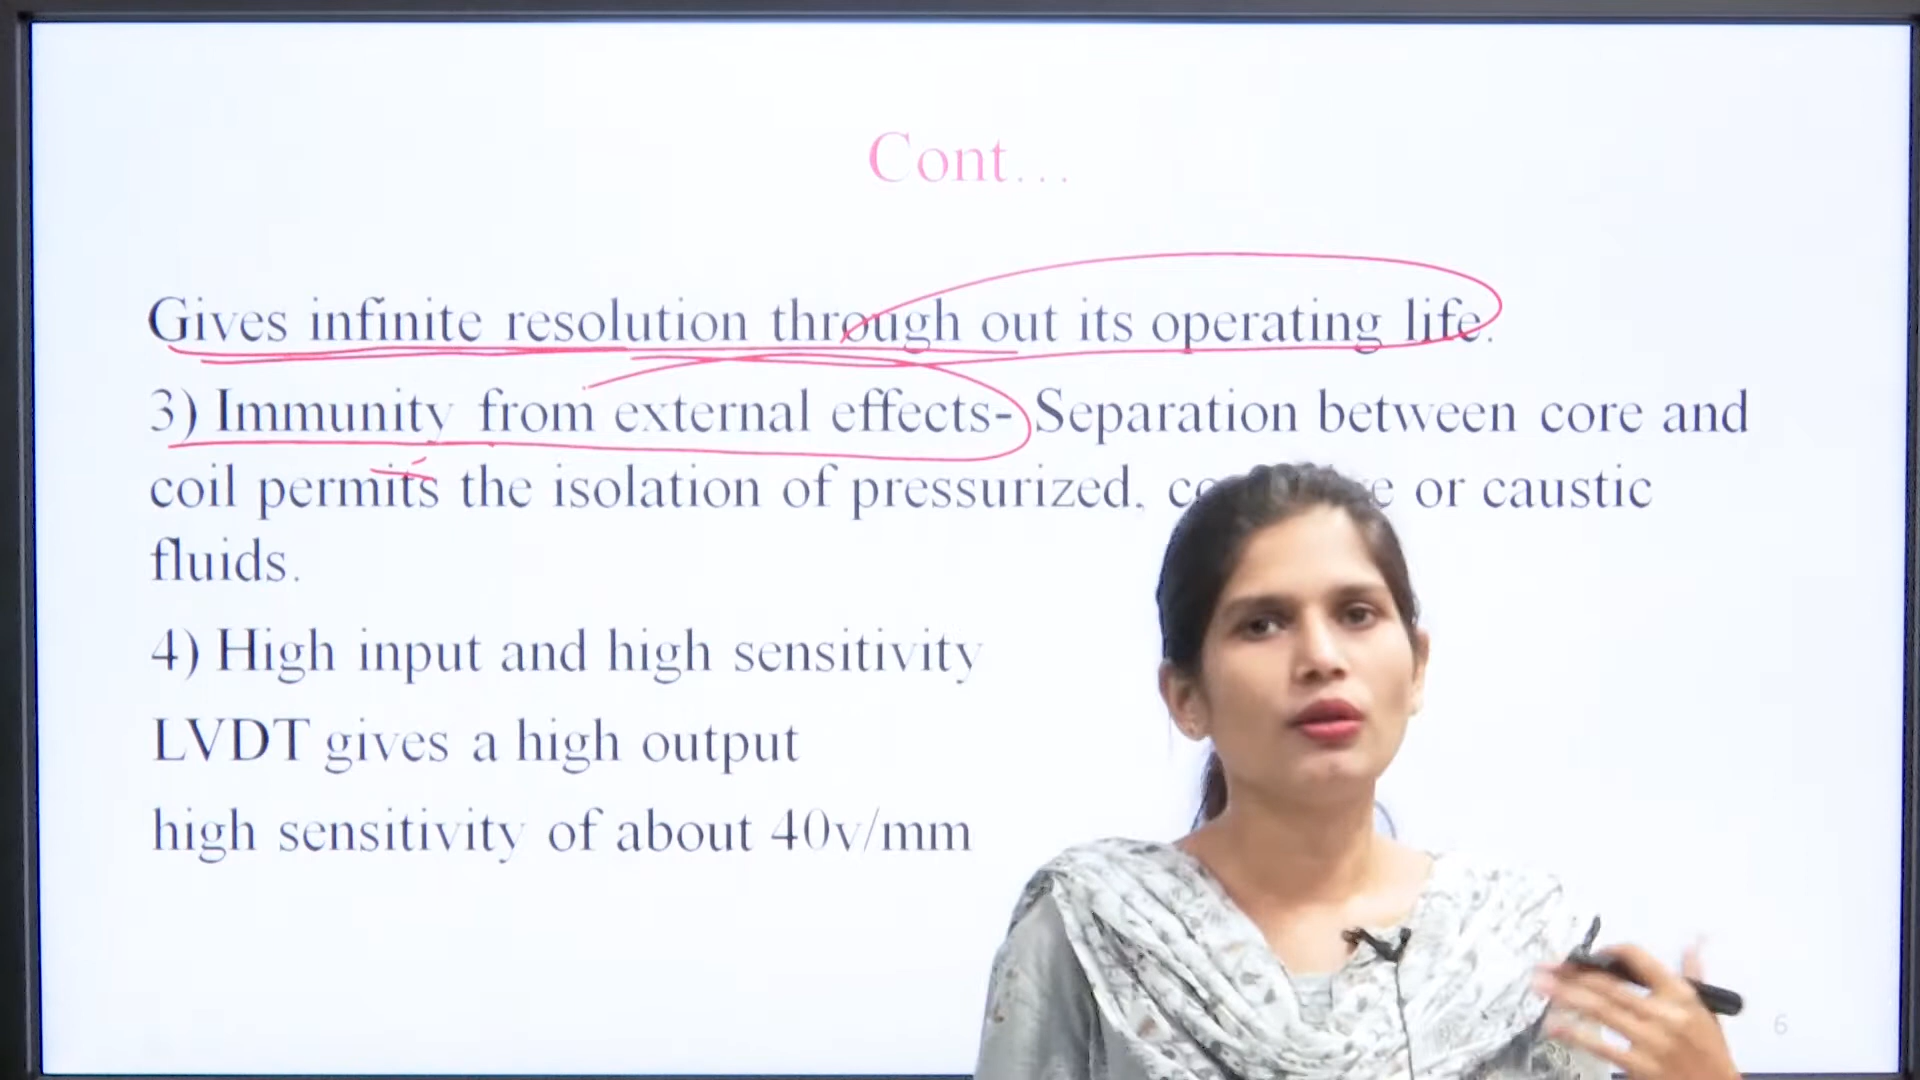 Cont...
Gives infinite resolution through out its operating life.
3) Immunity from external effects- Separation between core and
coil permits the isolation of pressurized, or caustic
fluids.
4) High input and high sensitivity
LVDT gives a high output
high sensitivity of about 40v/mm
6